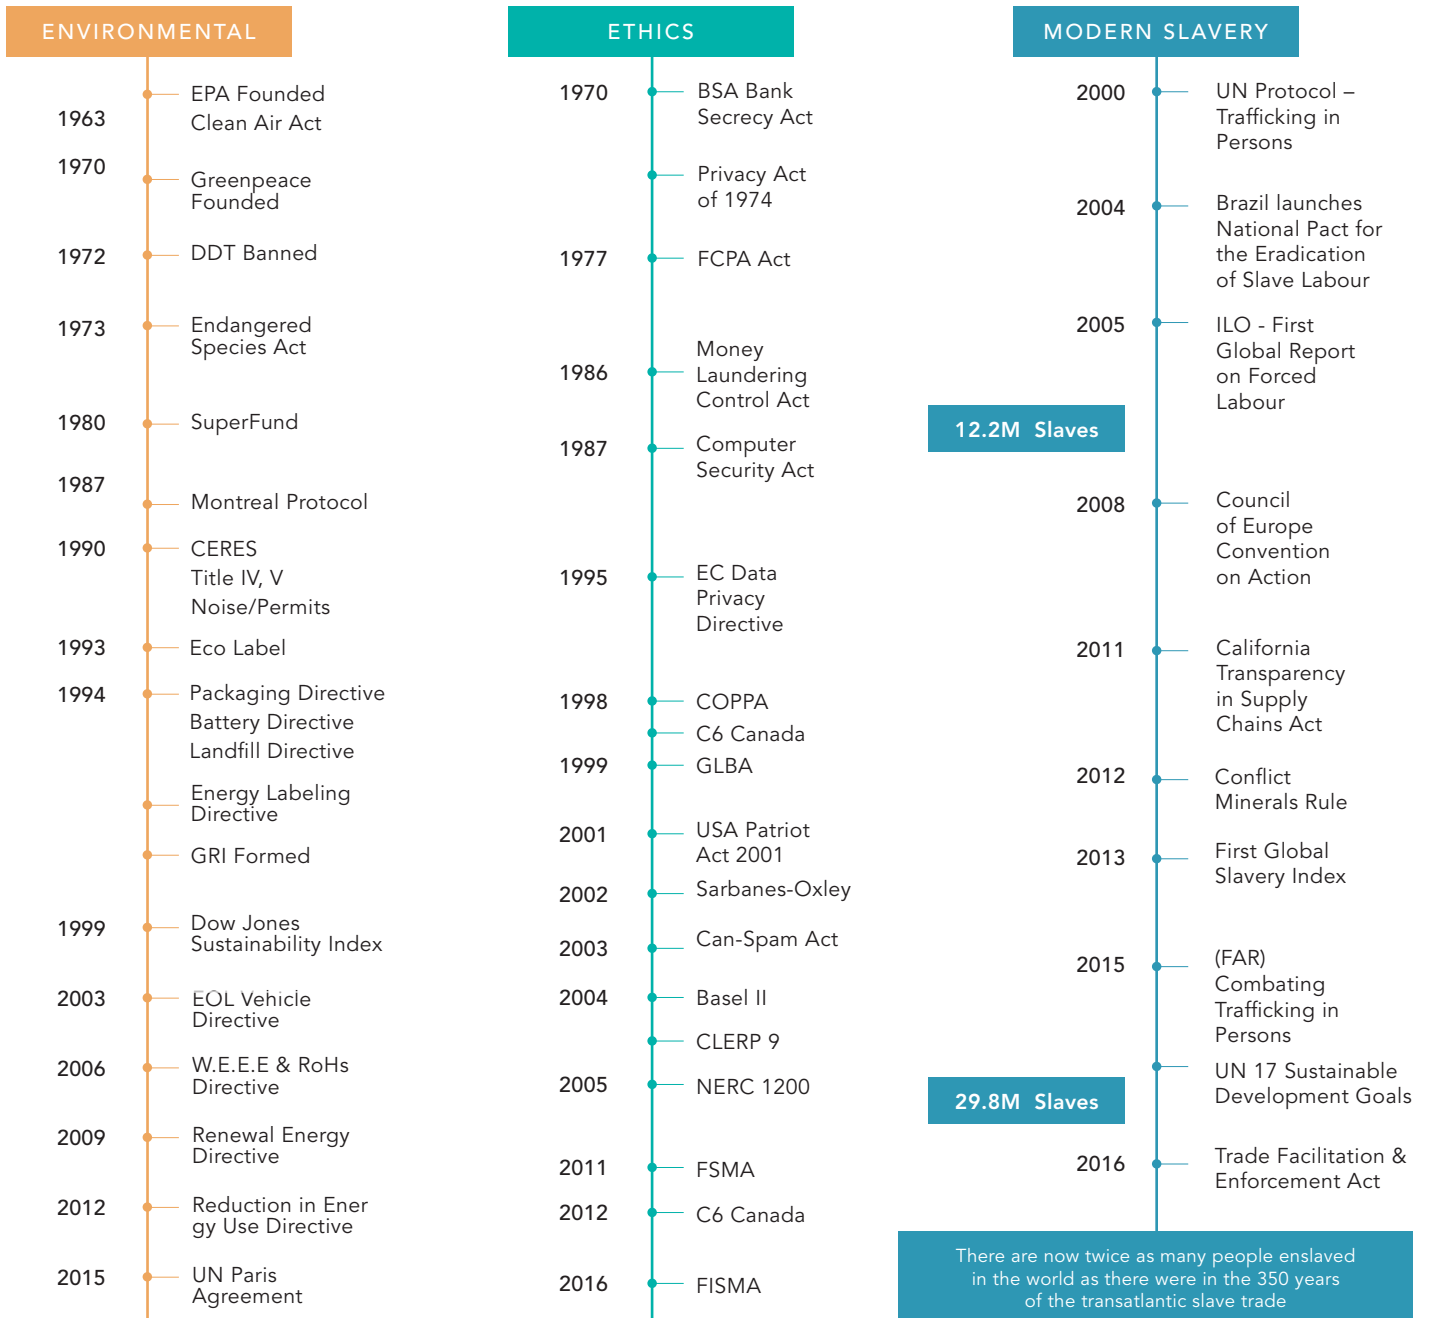 ENVIRONMENTAL
EPA Founded
1963
Clean Air Act
1970
Greenpeace
Founded
1972
DDT Banned
1973
Endangered
Species Act
1980
SuperFund
1987
Montreal Protocol
1990
CERES
Title IV, V
Noise/Permits
1993
Eco Label
1994
Packaging Directive
Battery Directive
Landfill Directive
Energy Labeling
Directive
GRI Formed
1999
Dow Jones
Sustainability Index
2003
EOL Vehicle
Directive
2006
W.E.E.E & RoHs
Directive
2009
Renewal Energy
Directive
2012
Reduction in Ener
gy Use Directive
2015
UN Paris
Agreement
ETHICS
1970
BSA Bank
Secrecy Act
Privacy Act
of 1974
1977
FCPA Act
1986
Money
Laundering
Control Act
1987
Computer
Security Act
1995
EC Data
Privacy
Directive
1998
COPPA
C6 Canada
1999
GLBA
2001
USA Patriot
Act 2001
2002
Sarbanes-Oxley
2003
Can-Spam Act
2004
Basel II
CLERP 9
2005
NERC 1200
2011
FSMA
2012
C6 Canada
2016
FISMA
MODERN SLAVERY
2000
UN Protocol –
Trafficking in
Persons
2004
Brazil launches
National Pact for
the Eradication
of Slave Labour
2005
ILO - First
Global Report
on Forced
Labour
12.2M Slaves
2008
Council
of Europe
Convention
on Action
2011
California
Transparency
in Supply
Chains Act
2012
Conflict
Minerals Rule
2013
First Global
Slavery Index
2015
(FAR)
Combating
Trafficking in
Persons
UN 17 Sustainable
Development Goals
29.8M Slaves
2016
Trade Facilitation &
Enforcement Act
There are now twice as many people enslaved
in the world as there were in the 350 years
of the transatlantic slave trade